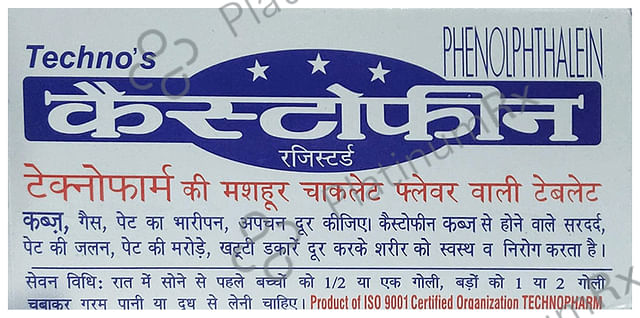 Techno's
PHENOLPHTHALEIN
कैस्टोफीन
रजिस्टर्ड
टेक्नोफार्म की मशहूर चाकलेट फ्लेवर वाली टेबलेट
कब्ज़, गैस, पेट का भारीपन, अपचन दूर कीजिए। कैस्टोफीन कब्ज से होने वाले सरदर्द,
पेट की जलन, पेट की मरोड़े, खट्टी डकारें दूर करके शरीर को स्वस्थ व निरोग करता है।
सेवन विधि: रात में सोने से पहले बच्चों को 1/2 या एक गोली, बड़ों को 1 या 2 गोली
चबाकर गरम पानी या दूध से लेनी चाहिए। Product of ISO 9001 Certified Organization TECHNOPHARM
PlatinumRx